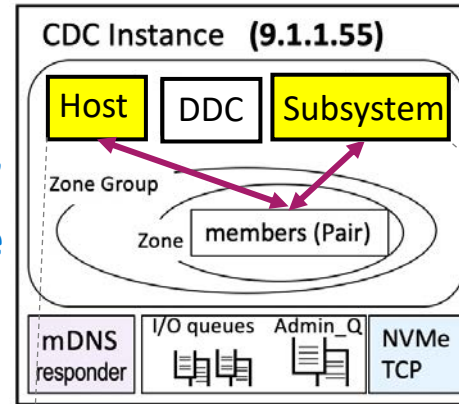 CDC Instance (9.1.1.55)
Host DDC Subsystem
Zone Group
Zone members (Pair)
mDNS
responder
I/O queues Admin_Q
NVMe
TCP